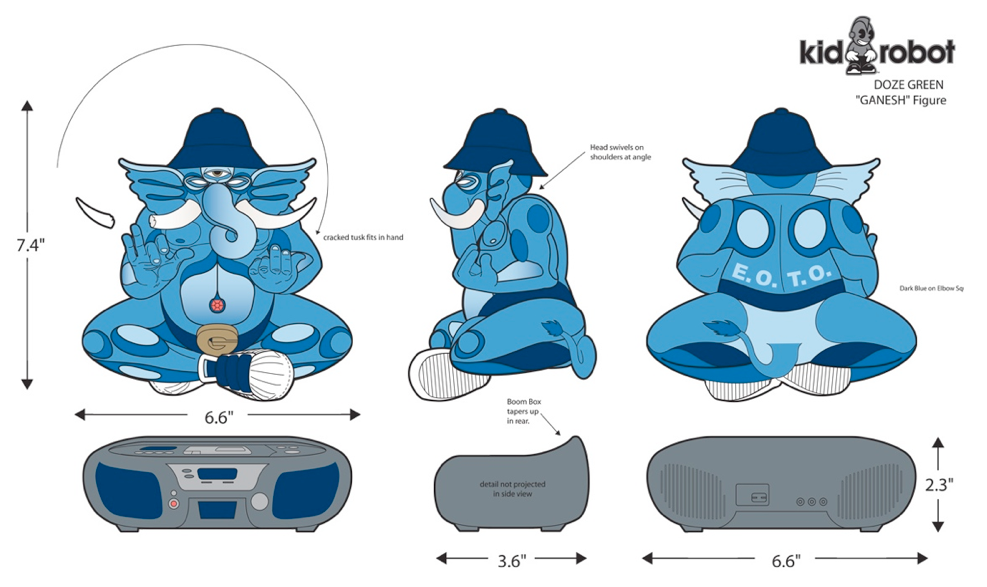 kid robot
DOZE GREEN
"GANESH" Figure
Head swivels on
shoulders at angle
7.4"
cracked tusk fits in hand
E.O.T.O.
Dark Blue on Elbow Sq
6.6"
Boom Box
tapers up
in rear.
detail not projected
in side view
2.3"
3.6"
6.6"